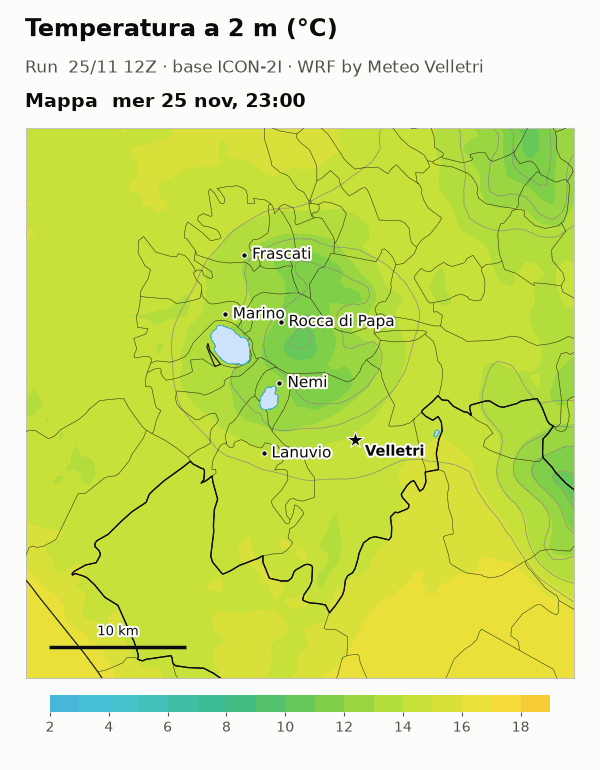 Temperatura a 2 m (°C)
Run  25/11 12Z · base ICON-2I · WRF by Meteo Velletri
Mappa  mer 25 nov, 23:00
Frascati
Marino
Rocca di Papa
Nemi
Lanuvio
Velletri
10 km
2 4 6 8 10 12 14 16 18